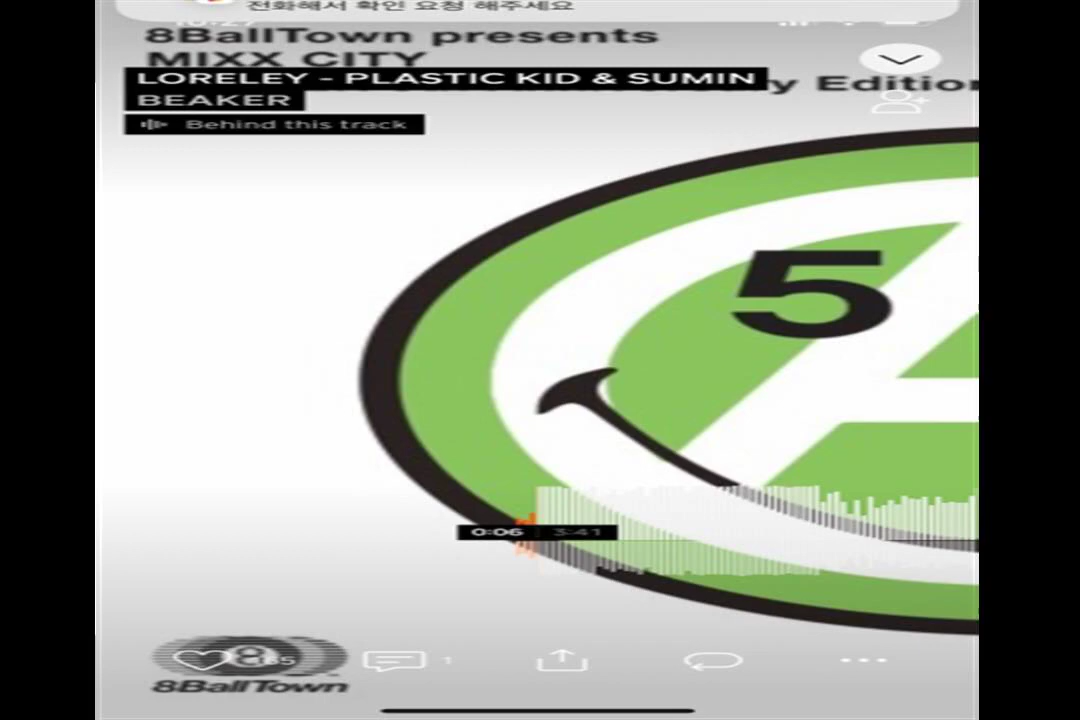 전화해서 확인 요청 해주세요
8BallTown presents
MIXX CITY
LORELEY - PLASTIC KID & SUMIN
y Edition
BEAKER
Behind this track
5
0:06 3:41
1
8BallTown